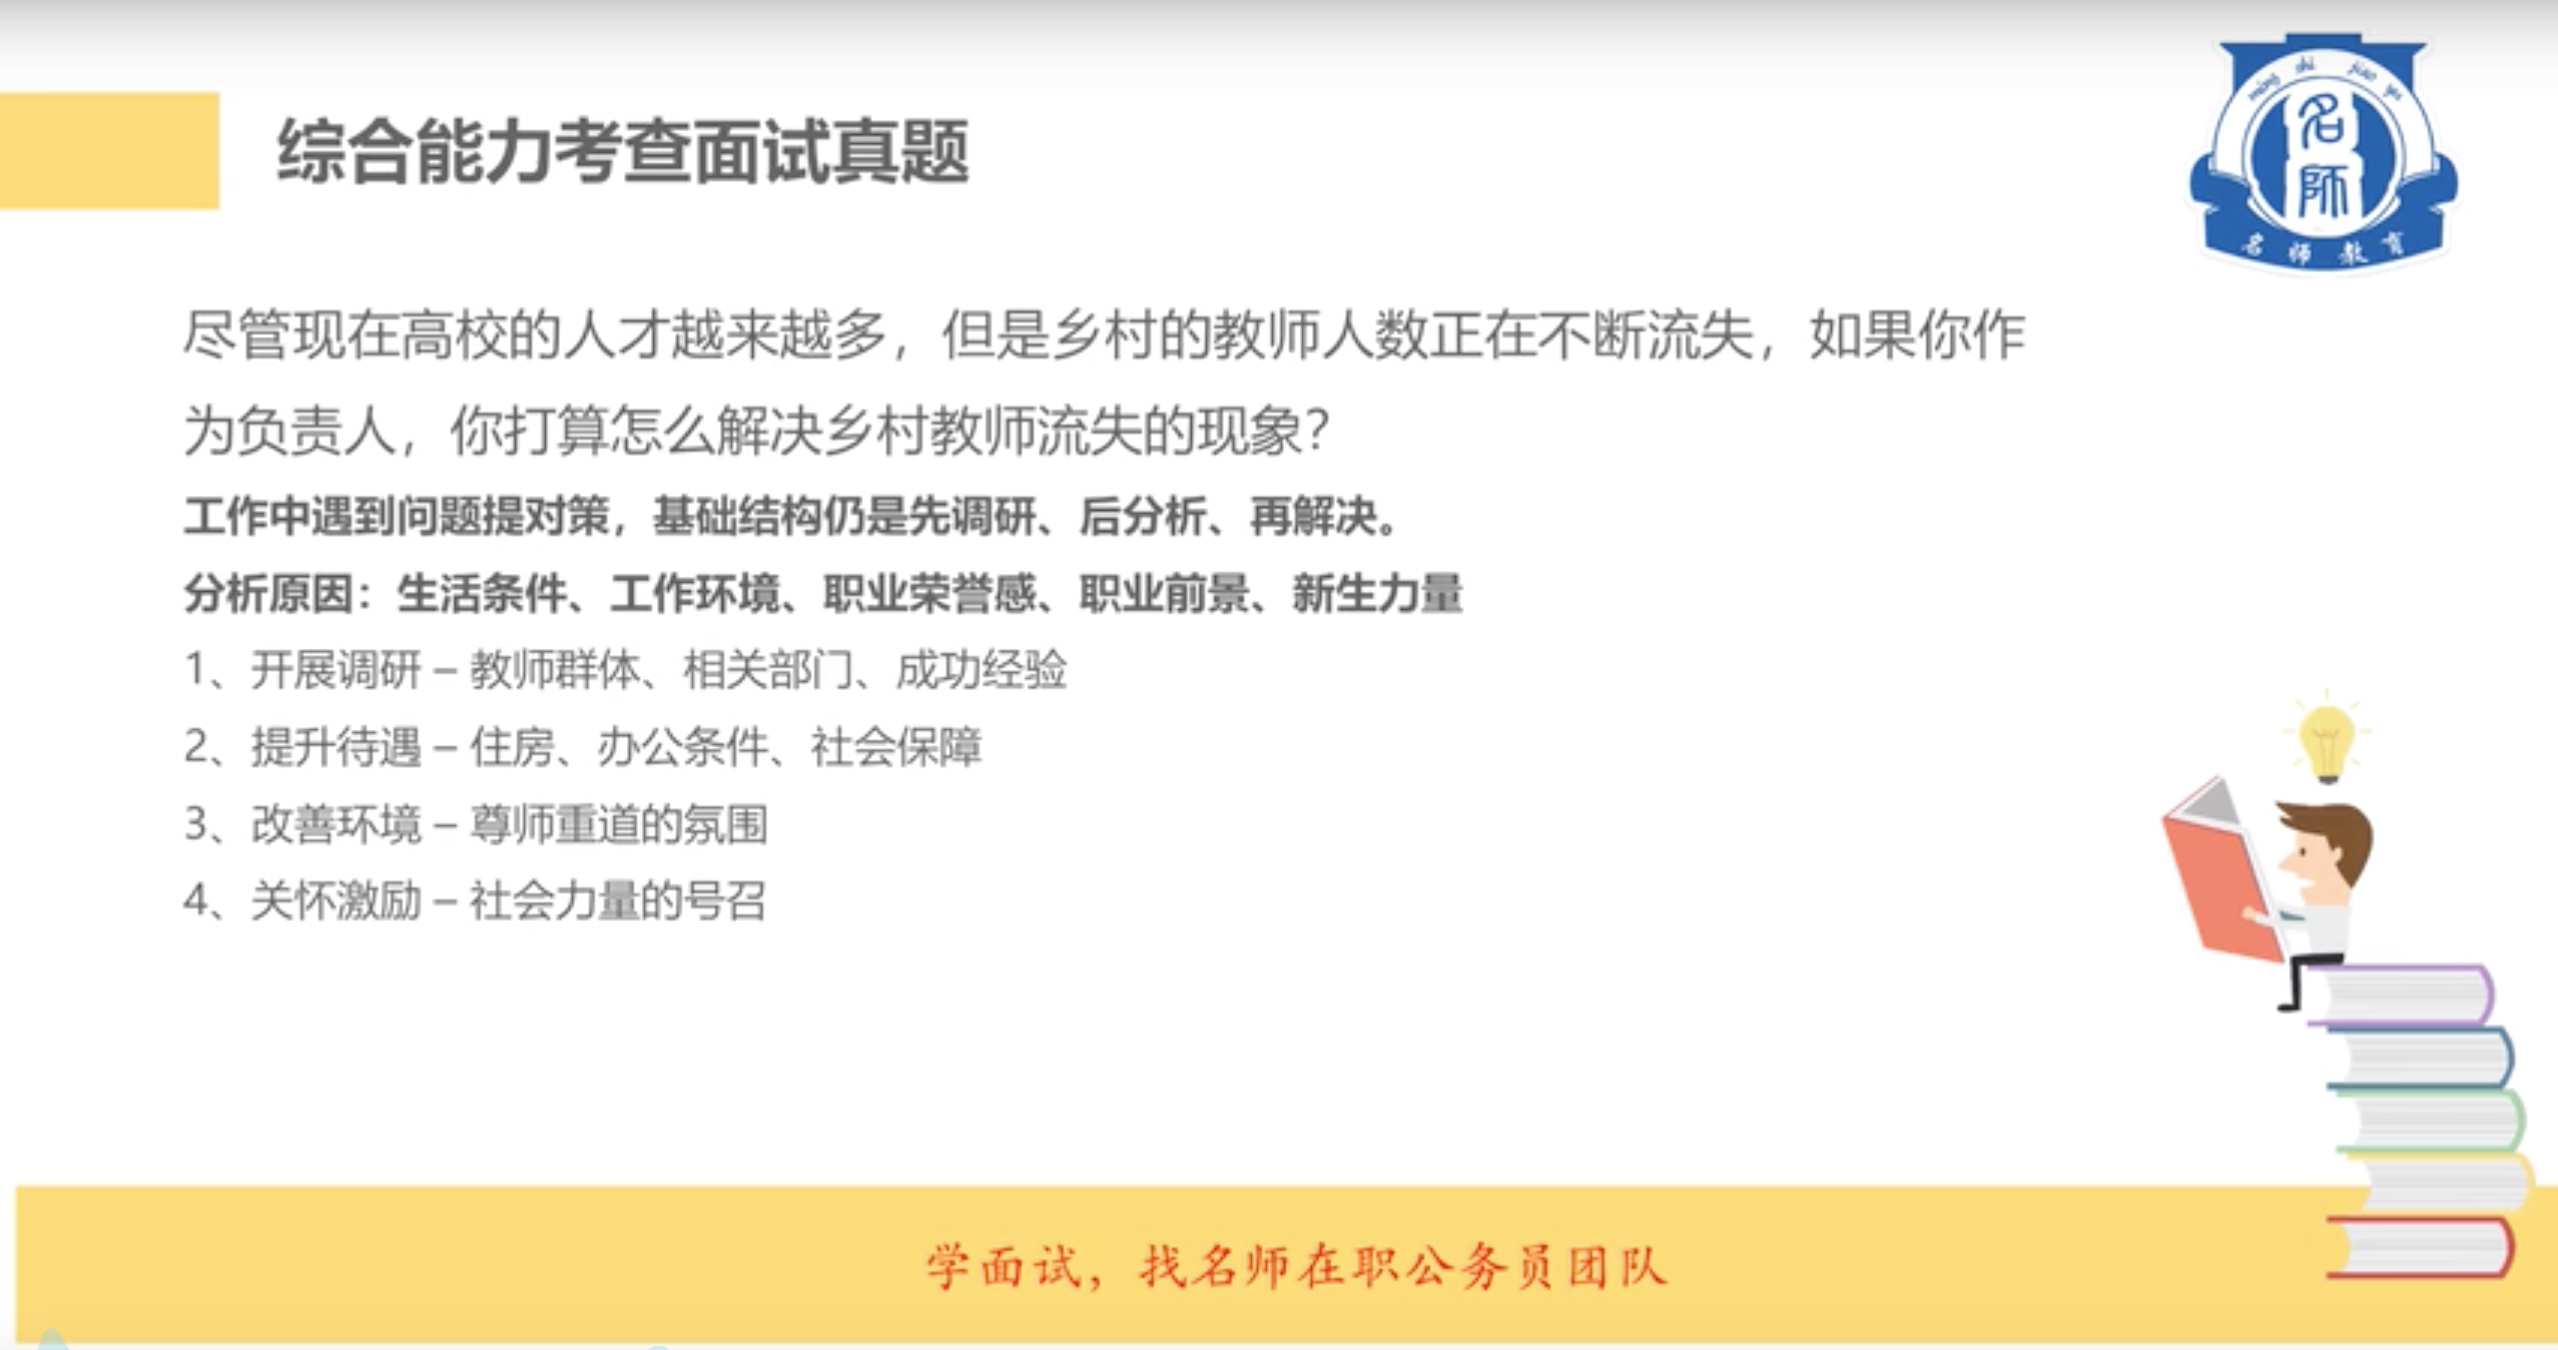 综合能力考查面试真题
ming shi jiao yu
名師
名师教育
尽管现在高校的人才越来越多，但是乡村的教师人数正在不断流失，如果你作
为负责人，你打算怎么解决乡村教师流失的现象？
工作中遇到问题提对策，基础结构仍是先调研、后分析、再解决。
分析原因：生活条件、工作环境、职业荣誉感、职业前景、新生力量
1、开展调研 – 教师群体、相关部门、成功经验
2、提升待遇 – 住房、办公条件、社会保障
3、改善环境 – 尊师重道的氛围
4、关怀激励 – 社会力量的号召
学面试，找名师在职公务员团队